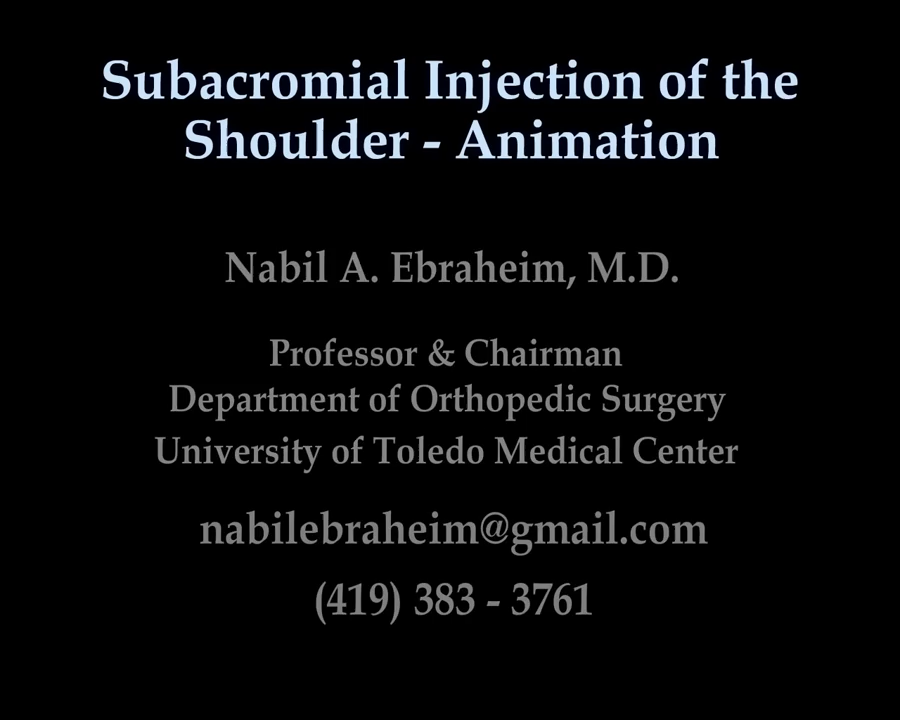 Subacromial Injection of the
Shoulder - Animation
Nabil A. Ebraheim, M.D.
Professor & Chairman
Department of Orthopedic Surgery
University of Toledo Medical Center
nabilebraheim@gmail.com
(419) 383 - 3761